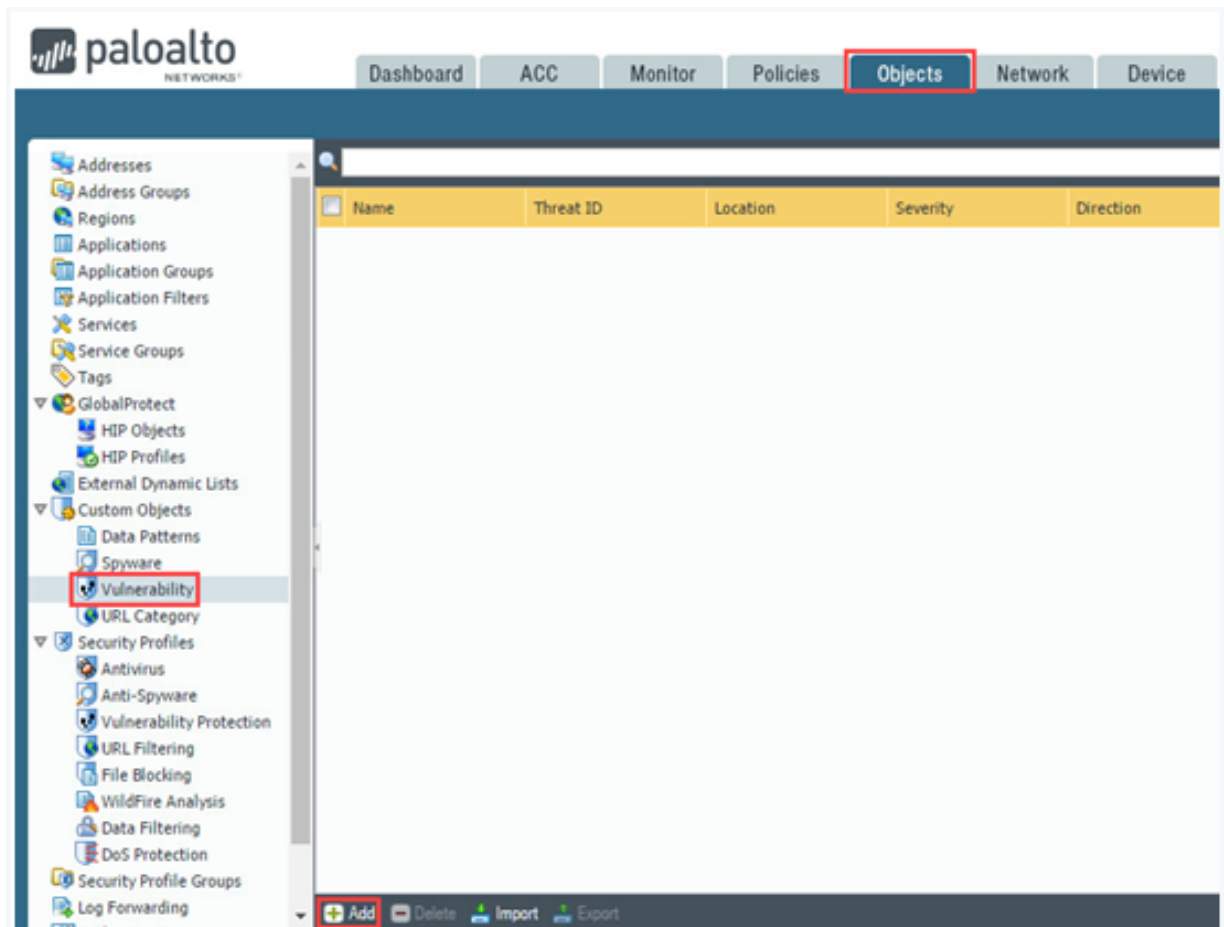 paloalto
NETWORKS®
Dashboard ACC Monitor Policies Objects Network Device
Addresses
Address Groups
Regions
Applications
Application Groups
Application Filters
Services
Service Groups
Tags
GlobalProtect
HIP Objects
HIP Profiles
External Dynamic Lists
Custom Objects
Data Patterns
Spyware
Vulnerability
URL Category
Security Profiles
Antivirus
Anti-Spyware
Vulnerability Protection
URL Filtering
File Blocking
WildFire Analysis
Data Filtering
DoS Protection
Security Profile Groups
Log Forwarding
Name Threat ID Location Severity Direction
Add Delete Import Export